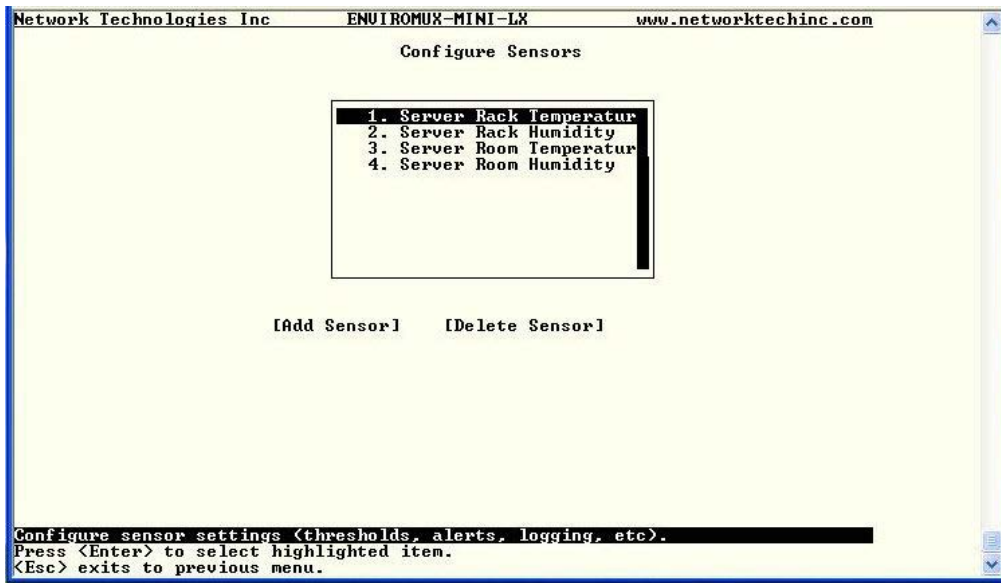 Network Technologies Inc ENVIROMUX-MINI-LX www.networktechinc.com
Configure Sensors
1. Server Rack Temperatur
2. Server Rack Humidity
3. Server Room Temperatur
4. Server Room Humidity
[Add Sensor] [Delete Sensor]
Configure sensor settings (thresholds, alerts, logging, etc).
Press <Enter> to select highlighted item.
<Esc> exits to previous menu.